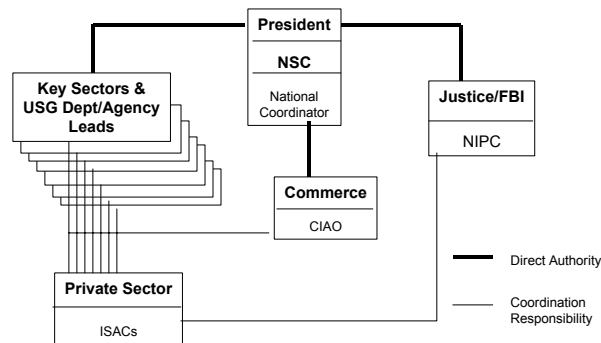 President
NSC
National
Coordinator
Key Sectors &
USG Dept/Agency
Leads
Justice/FBI
NIPC
Commerce
CIAO
Private Sector
ISACs
Direct Authority
Coordination
Responsibility